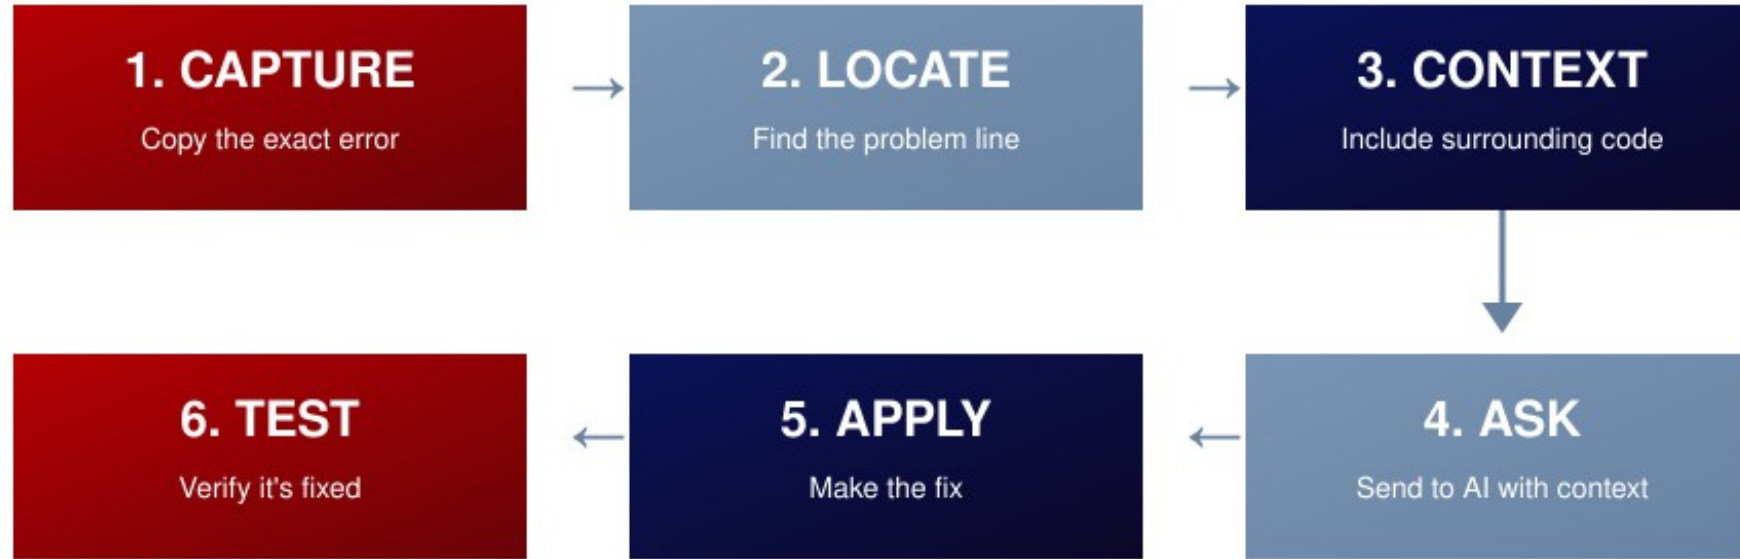 1. CAPTURE
Copy the exact error
2. LOCATE
Find the problem line
3. CONTEXT
Include surrounding code
4. ASK
Send to AI with context
5. APPLY
Make the fix
6. TEST
Verify it's fixed